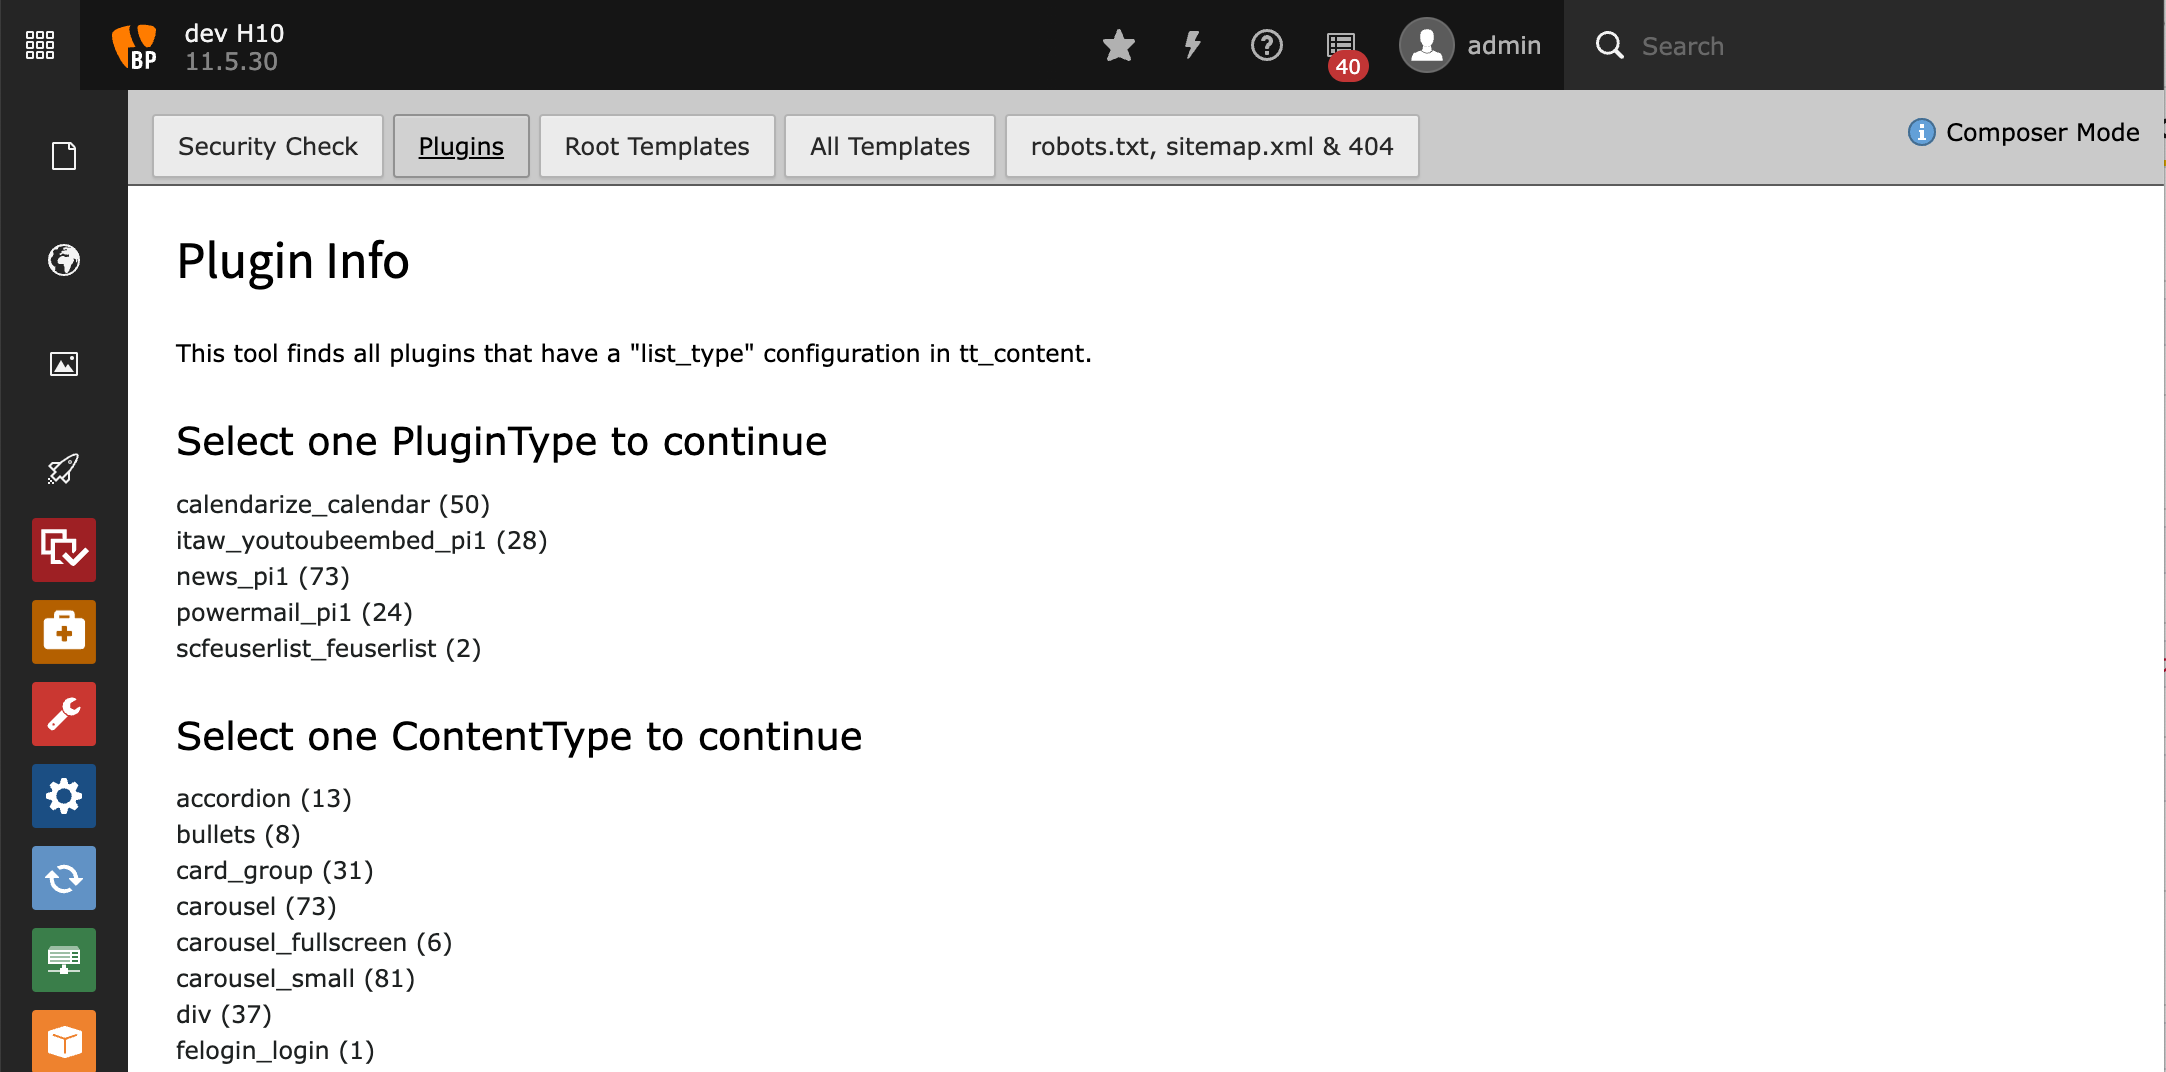 BP
dev H10
11.5.30
40
admin
Search
Security Check
Plugins
Root Templates
All Templates
robots.txt, sitemap.xml & 404
Composer Mode
Plugin Info
This tool finds all plugins that have a "list_type" configuration in tt_content.
Select one PluginType to continue
calendarize_calendar (50)
itaw_youtoubeembed_pi1 (28)
news_pi1 (73)
powermail_pi1 (24)
scfeuserlist_feuserlist (2)
Select one ContentType to continue
accordion (13)
bullets (8)
card_group (31)
carousel (73)
carousel_fullscreen (6)
carousel_small (81)
div (37)
felogin_login (1)